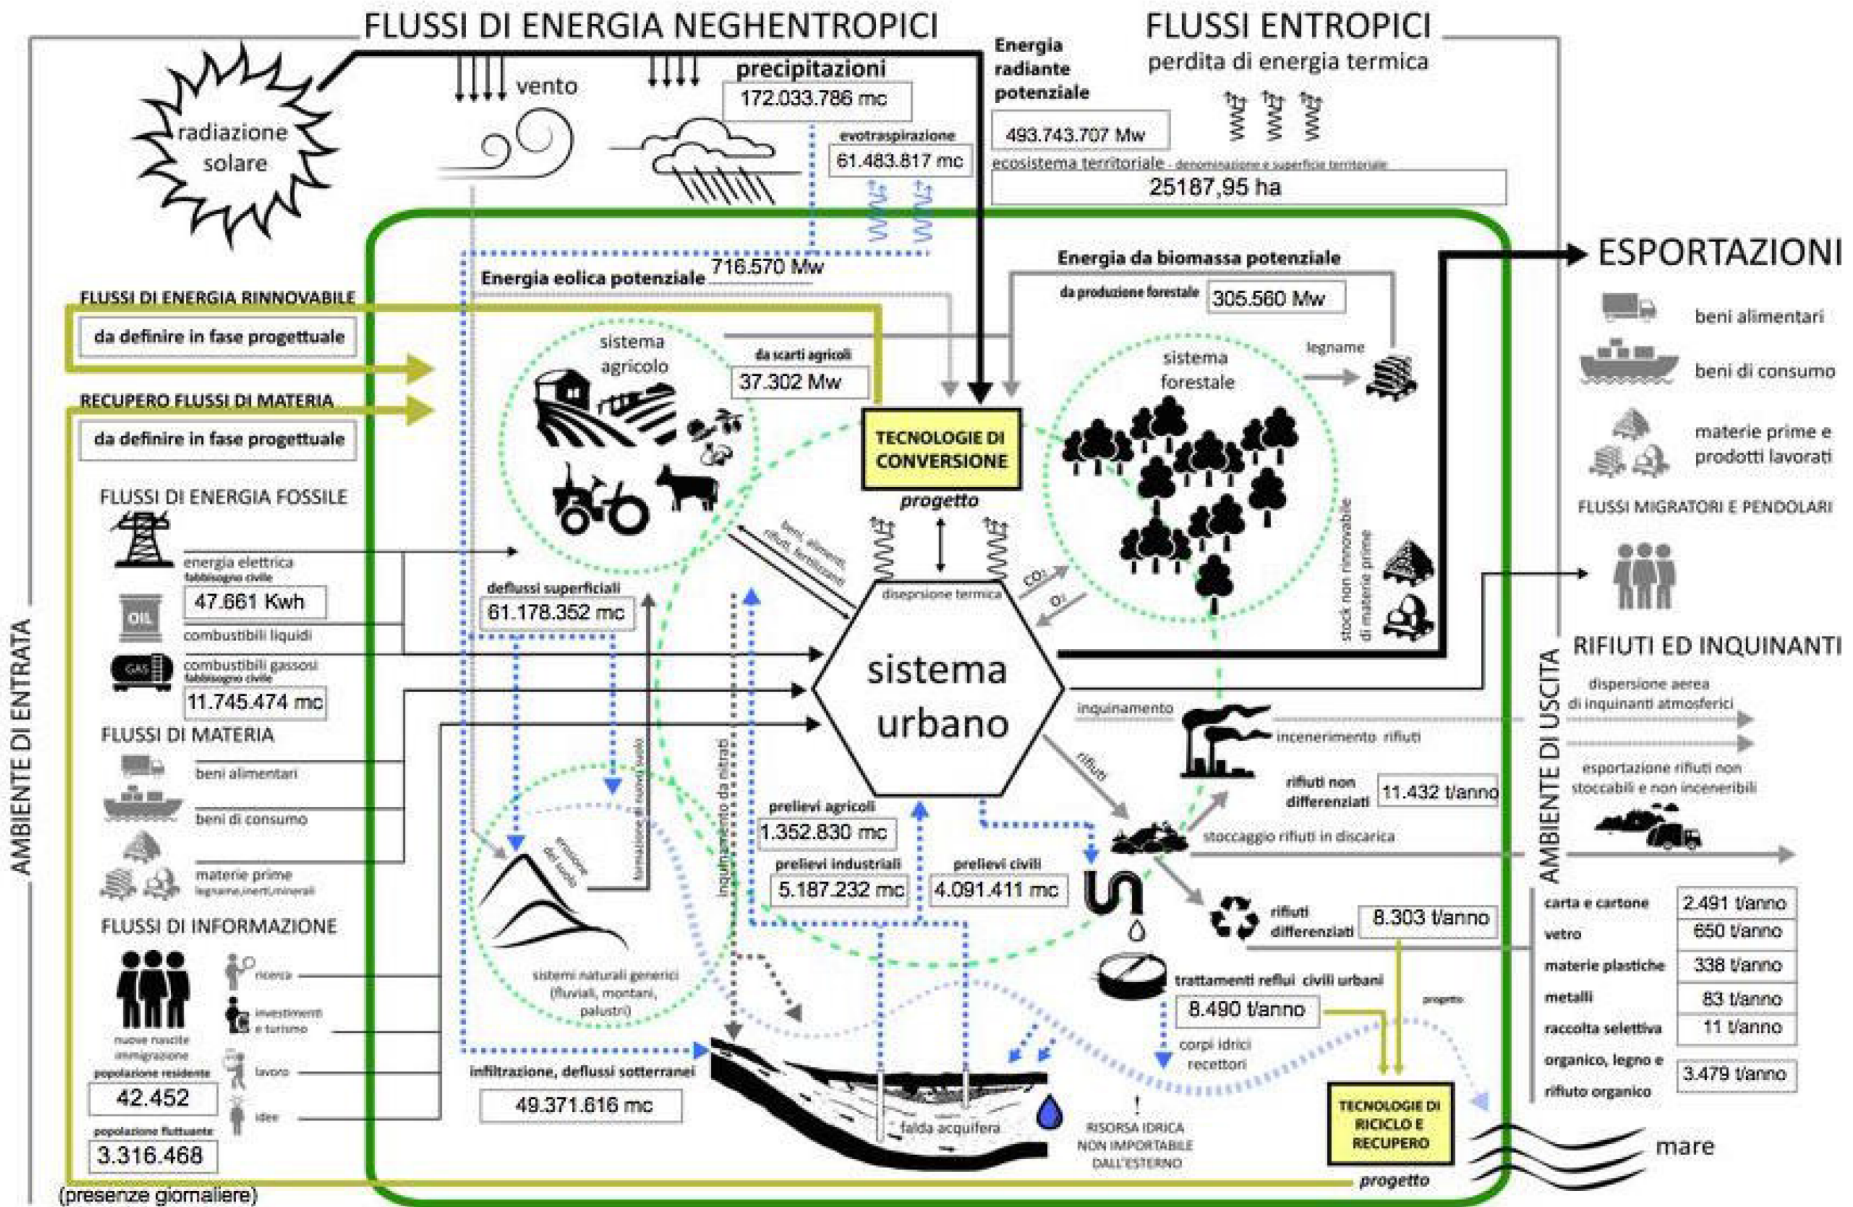 FLUSSI DI ENERGIA NEGHENTROPICI
FLUSSI ENTROPICI
perdita di energia termica
radiazione
solare
vento
precipitazioni
172.033.786 mc
evotraspirazione
61.483.817 mc
Energia
radiante
potenziale
493.743.707 Mw
ecosistema territoriale - denominazione e superficie territoriale
25187,95 ha
Energia eolica potenziale 716.570 Mw
Energia da biomassa potenziale
da produzione forestale 305.560 Mw
ESPORTAZIONI
beni alimentari
beni di consumo
materie prime e
prodotti lavorati
FLUSSI MIGRATORI E PENDOLARI
FLUSSI DI ENERGIA RINNOVABILE
da definire in fase progettuale
RECUPERO FLUSSI DI MATERIA
da definire in fase progettuale
sistema
agricolo
da scarti agricoli
37.302 Mw
TECNOLOGIE DI
CONVERSIONE
progetto
sistema
forestale
legname
stock non rinnovabile
di materie prime
AMBIENTE DI ENTRATA
FLUSSI DI ENERGIA FOSSILE
energia elettrica
fabbisogno civile
47.661 Kwh
OIL
combustibili liquidi
GAS
combustibili gassosi
fabbisogno civile
11.745.474 mc
FLUSSI DI MATERIA
beni alimentari
beni di consumo
materie prime
legname,inerti,minerali
FLUSSI DI INFORMAZIONE
ricerca
investimenti
e turismo
nuove nascite
immigrazione
lavoro
popolazione residente
42.452
idee
popolazione fluttuante
3.316.468
(presenze giornaliere)
beni, alimenti,
rifiuti, fertilizzanti
deflussi superficiali
61.178.352 mc
diseprsione termica
CO₂
O₂
sistema
urbano
formazione di nuovo suolo
inquinamento da nitrati
erosione
del suolo
sistemi naturali generici
(fluviali, montani,
palustri)
prelievi agricoli
1.352.830 mc
prelievi industriali
5.187.232 mc
prelievi civili
4.091.411 mc
infiltrazione, deflussi sotterranei
49.371.616 mc
falda acquifera
inquinamento
rifiuti
incenerimento rifiuti
rifiuti non
differenziati
11.432 t/anno
stoccaggio rifiuti in discarica
rifiuti
differenziati
8.303 t/anno
trattamenti reflui civili urbani
8.490 t/anno
progetto
corpi idrici
recettori
!
RISORSA IDRICA
NON IMPORTABILE
DALL'ESTERNO
TECNOLOGIE DI
RICICLO E
RECUPERO
progetto
mare
AMBIENTE DI USCITA
RIFIUTI ED INQUINANTI
dispersione aerea
di inquinanti atmosferici
esportazione rifiuti non
stoccabili e non inceneribili
carta e cartone 2.491 t/anno
vetro 650 t/anno
materie plastiche 338 t/anno
metalli 83 t/anno
raccolta selettiva 11 t/anno
organico, legno e
rifiuto organico
3.479 t/anno